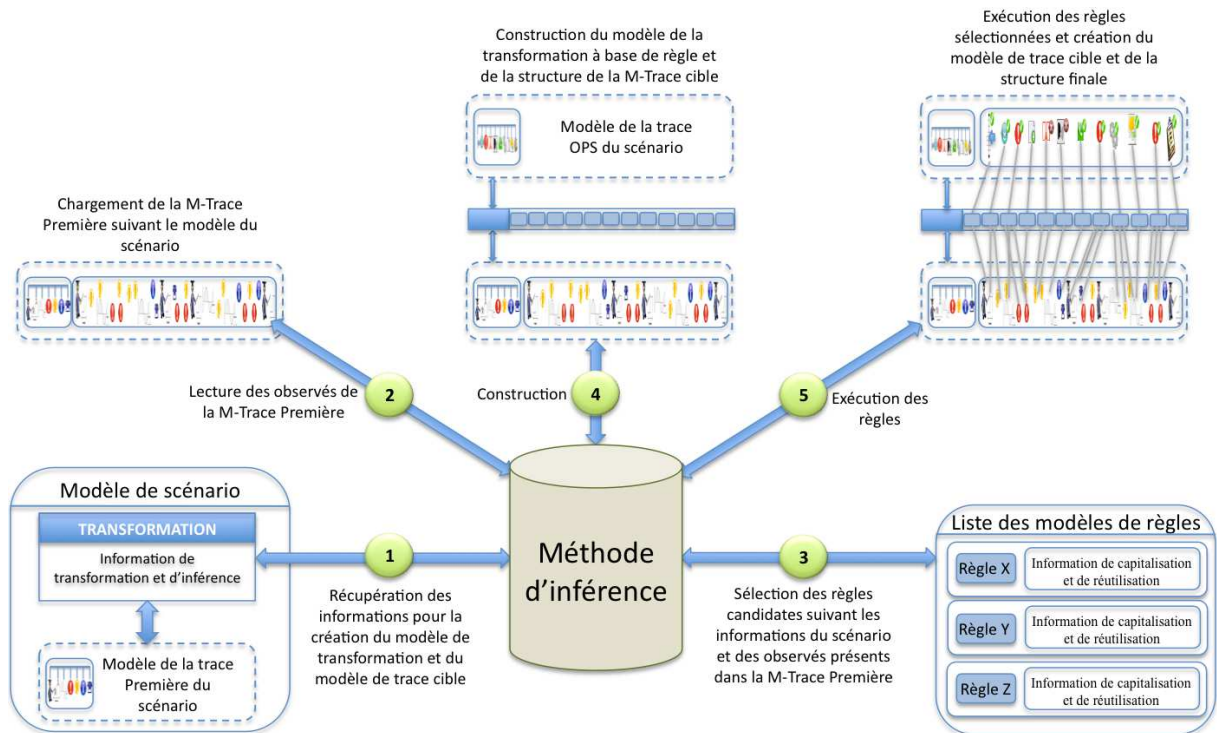 Construction du modèle de la
transformation à base de règle et
de la structure de la M-Trace cible
Modèle de la trace
OPS du scénario
Exécution des règles
sélectionnées et création du
modèle de trace cible et de la
structure finale
Chargement de la M-Trace
Première suivant le modèle du
scénario
Lecture des observés de
la M-Trace Première
2
Construction
4
5
Exécution des
règles
Modèle de scénario
TRANSFORMATION
Information de
transformation et d'inférence
Modèle de la trace
Première du
scénario
1
Récupération des
informations pour la
création du modèle de
transformation et du
modèle de trace cible
Méthode
d'inférence
3
Sélection des règles
candidates suivant les
informations du scénario
et des observés présents
dans la M-Trace Première
Liste des modèles de règles
Règle X
Information de capitalisation
et de réutilisation
Règle Y
Information de capitalisation
et de réutilisation
Règle Z
Information de capitalisation
et de réutilisation